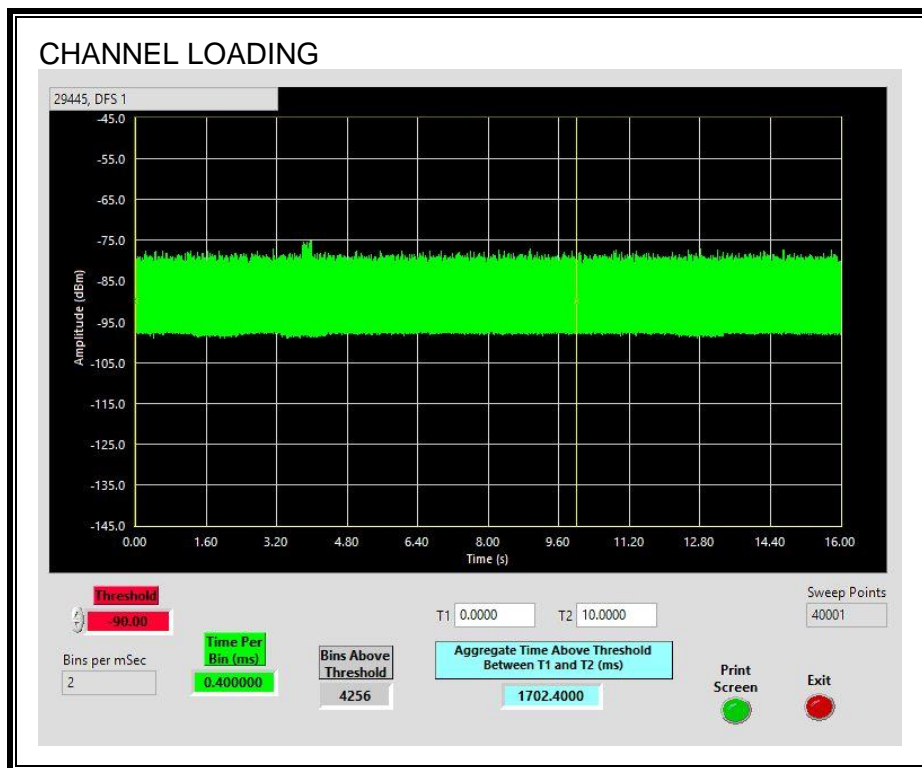 CHANNEL LOADING
29445, DFS 1
-45.0
-55.0
-65.0
-75.0
-85.0
-95.0
-105.0
-115.0
-125.0
-135.0
-145.0
Amplitude (dBm)
0.00 1.60 3.20 4.80 6.40 8.00 9.60 11.20 12.80 14.40 16.00
Time (s)
Threshold
-90.00
Bins per mSec
2
Time Per
Bin (ms)
0.400000
Bins Above
Threshold
4256
T1 0.0000 T2 10.0000
Aggregate Time Above Threshold
Between T1 and T2 (ms)
1702.4000
Sweep Points
40001
Print
Screen
Exit